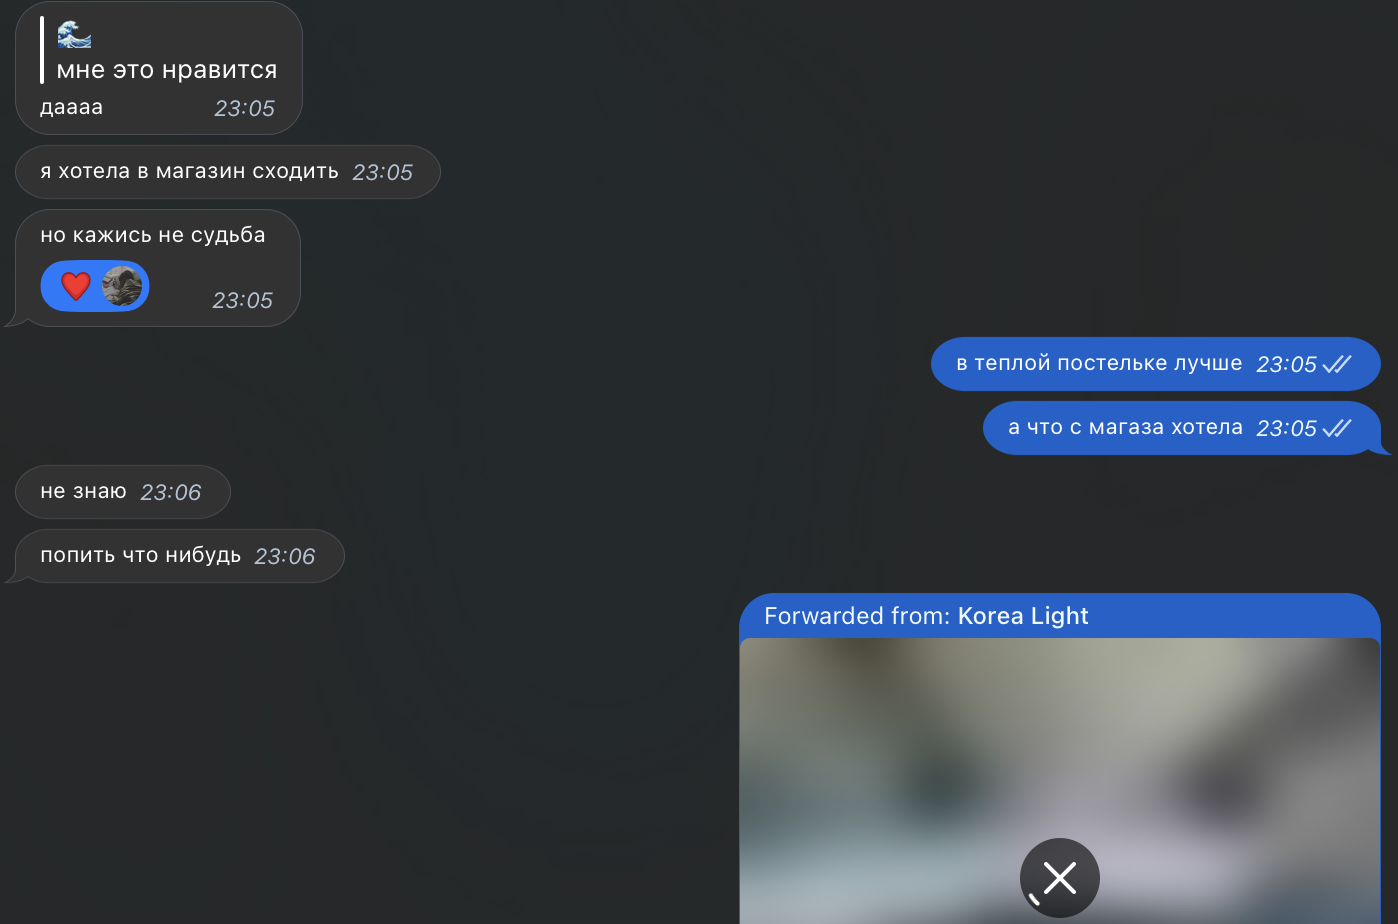 🌊
мне это нравится
даааа 23:05
я хотела в магазин сходить 23:05
но кажись не судьба
❤️ 23:05
в теплой постельке лучше 23:05
а что с магаза хотела 23:05
не знаю 23:06
попить что нибудь 23:06
Forwarded from: Korea Light